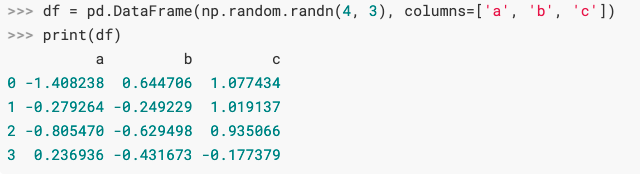 >>> df = pd.DataFrame(np.random.randn(4, 3), columns=['a', 'b', 'c'])
>>> print(df)
          a         b         c
0 -1.408238  0.644706  1.077434
1 -0.279264 -0.249229  1.019137
2 -0.805470 -0.629498  0.935066
3  0.236936 -0.431673 -0.177379